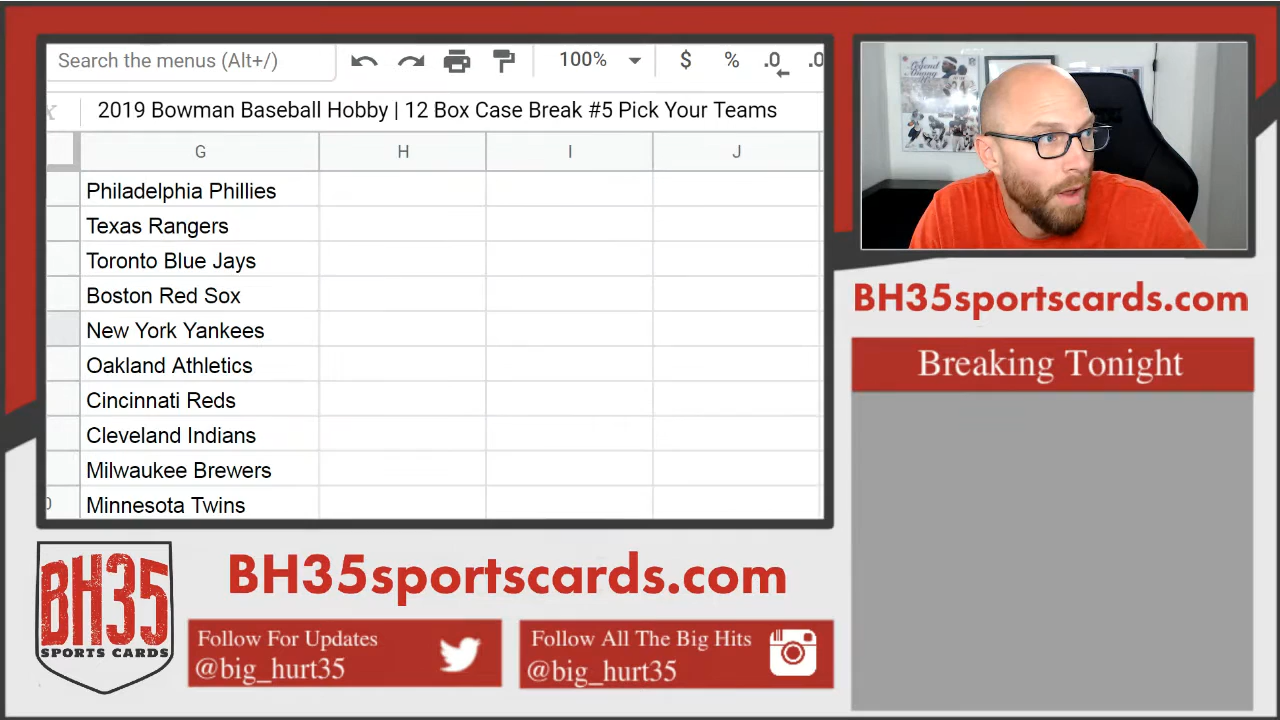 Search the menus (Alt+/)
100%
$
%
.0
.0
2019 Bowman Baseball Hobby | 12 Box Case Break #5 Pick Your Teams
G
H
I
J
Philadelphia Phillies
Texas Rangers
Toronto Blue Jays
Boston Red Sox
New York Yankees
Oakland Athletics
Cincinnati Reds
Cleveland Indians
Milwaukee Brewers
Minnesota Twins
BH35sportscards.com
Breaking Tonight
BH35
SPORTS CARDS
BH35sportscards.com
Follow For Updates
@big_hurt35
Follow All The Big Hits
@big_hurt35